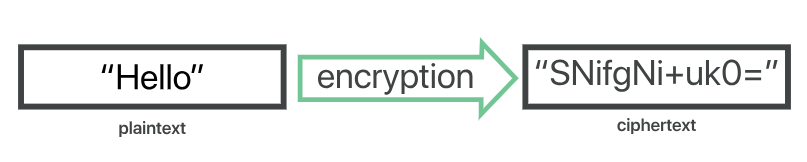 “Hello”
encryption
“SNifgNi+uk0=”
plaintext
ciphertext